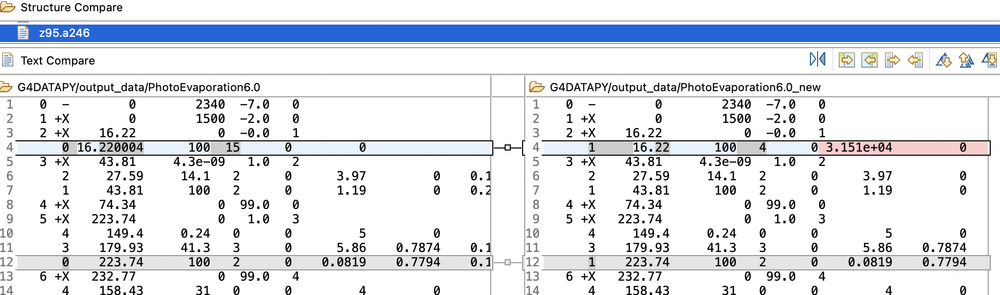 Structure Compare
z95.a246
Text Compare
G4DATAPY/output_data/PhotoEvaporation6.0
1 0 - 0 2340 -7.0 0
2 1 +X 0 1500 -2.0 0
3 2 +X 16.22 0 -0.0 1
4 0 16.220004 100 15 0 0
5 3 +X 43.81 4.3e-09 1.0 2
6 2 27.59 14.1 2 0 3.97 0 0.1
7 1 43.81 100 2 0 1.19 0 0.2
8 4 +X 74.34 0 99.0 0
9 5 +X 223.74 0 1.0 3
10 4 149.4 0.24 0 0 5 0
11 3 179.93 41.3 3 0 5.86 0.7874 0.1
12 0 223.74 100 2 0 0.0819 0.7794 0.1
13 6 +X 232.77 0 99.0 4
14 4 158.43 31 0 0 4 0
G4DATAPY/output_data/PhotoEvaporation6.0_new
1 0 - 0 2340 -7.0 0
2 1 +X 0 1500 -2.0 0
3 2 +X 16.22 0 -0.0 1
4 1 16.22 100 4 0 3.151e+04 0
5 3 +X 43.81 4.3e-09 1.0 2
6 2 27.59 14.1 2 0 3.97 0
7 1 43.81 100 2 0 1.19 0
8 4 +X 74.34 0 99.0 0
9 5 +X 223.74 0 1.0 3
10 4 149.4 0.24 0 0 5 0
11 3 179.93 41.3 3 0 5.86 0.7874
12 1 223.74 100 2 0 0.0819 0.7794
13 6 +X 232.77 0 99.0 4
14 4 158.43 31 0 0 4 0